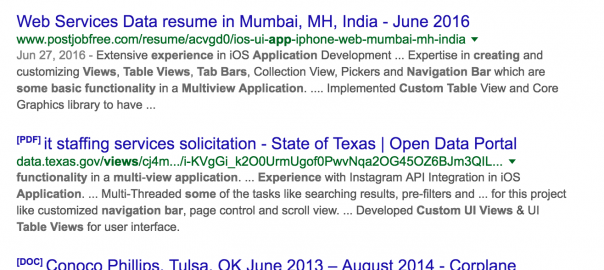 Web Services Data resume in Mumbai, MH, India - June 2016
www.postjobfree.com/resume/acvgd0/ios-ui-app-iphone-web-mumbai-mh-india
Jun 27, 2016 - Extensive experience in iOS Application Development ... Expertise in creating and
customizing Views, Table Views, Tab Bars, Collection View, Pickers and Navigation Bar which are
some basic functionality in a Multiview Application. .... Implemented Custom Table View and Core
Graphics library to have ...
[PDF] it staffing services solicitation - State of Texas | Open Data Portal
data.texas.gov/views/cj4m.../i-KVgGi_k2O0UrmUgof0PwvNqa2OG45OZ6BJm3QIL...
functionality in a multi-view application. ... Experience with Instagram API Integration in iOS
Application. ... Multi-Threaded some of the tasks like searching results, pre-filters and ... for this project
like customized navigation bar, page control and scroll view. ... Developed Custom UI Views & UI
Table Views for user interface.
[DOC] Conoco Phillips, Tulsa, OK June 2013 – August 2014 - Corplane